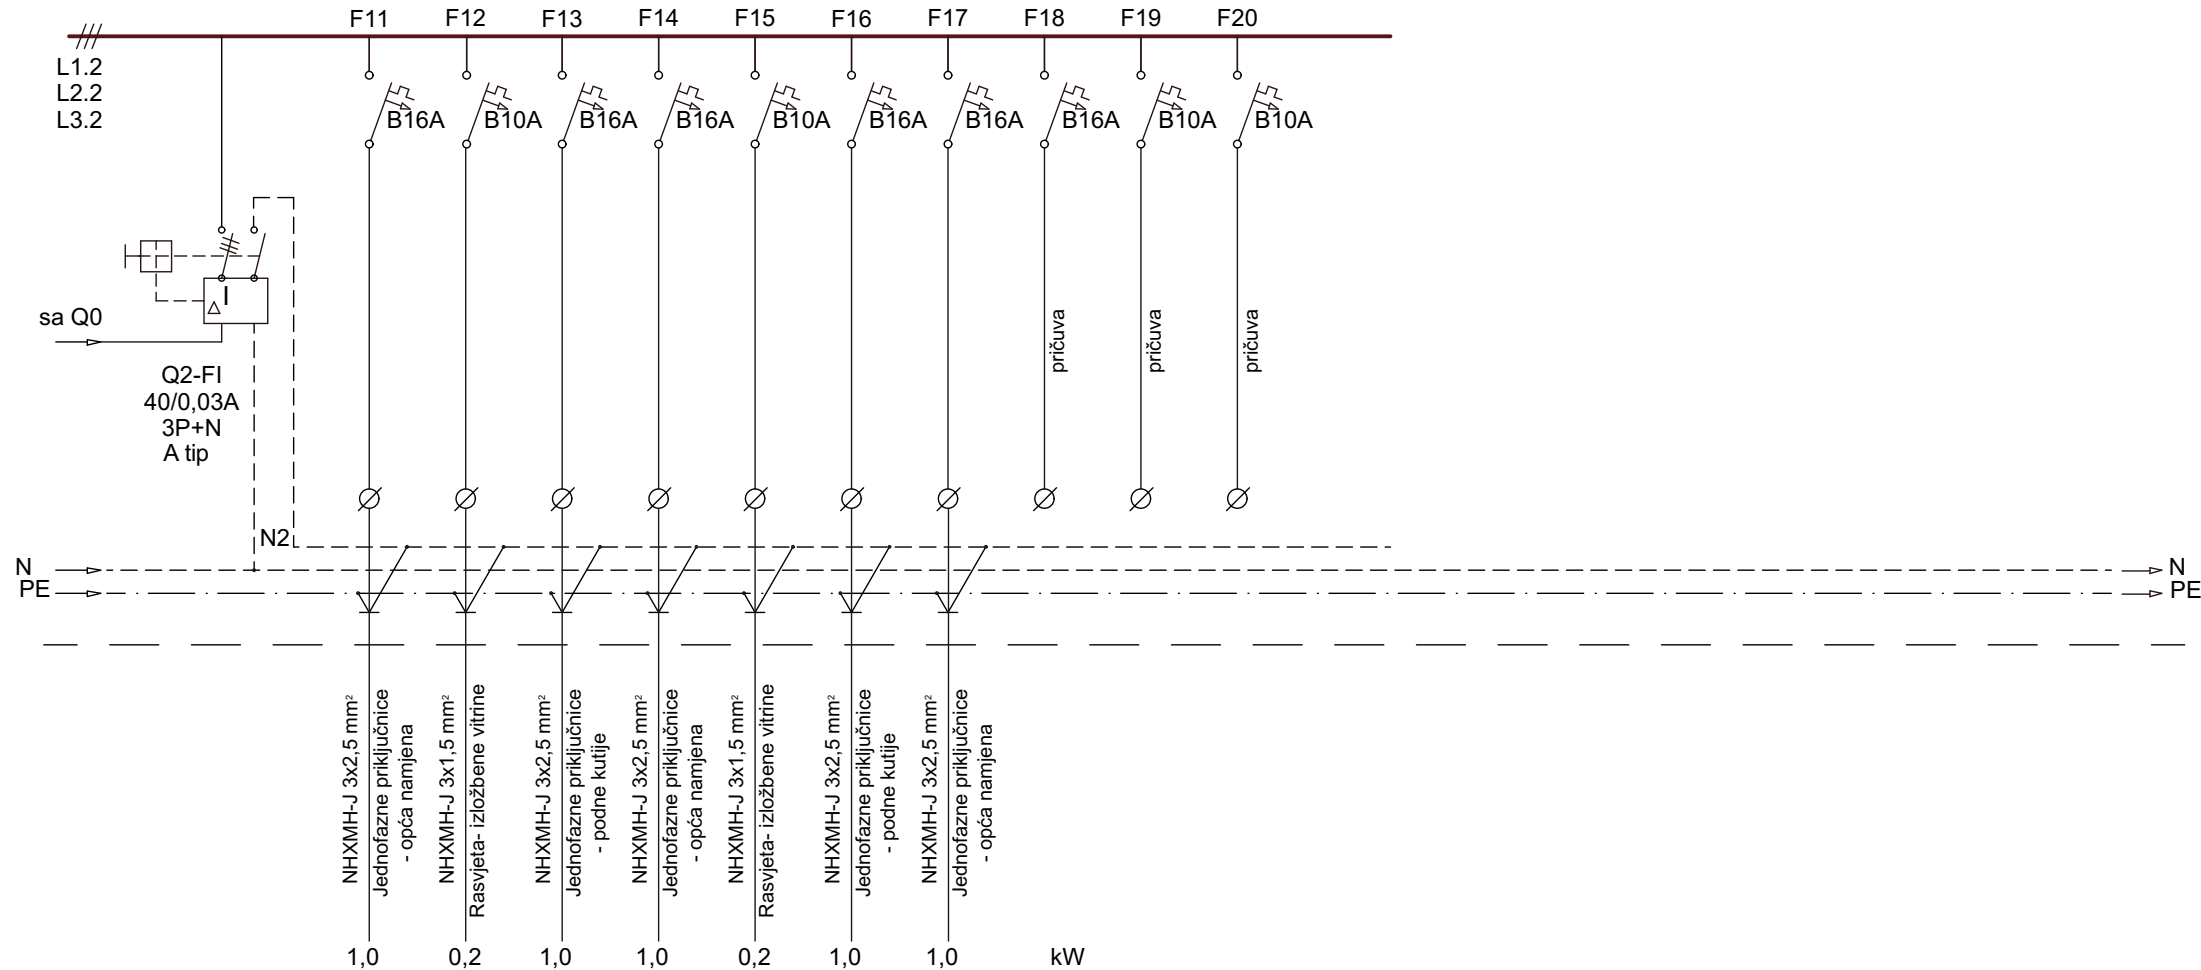 F11 F12 F13 F14 F15 F16 F17 F18 F19 F20
L1.2
L2.2
L3.2
B16A B10A B16A B16A B10A B16A B16A B16A B10A B10A
I
sa Q0
Q2-FI
40/0,03A
3P+N
A tip
pričuva
pričuva
pričuva
N2
N N
PE PE
NHXMH-J 3x2,5 mm²
Jednofazne priključnice
- opća namjena
NHXMH-J 3x1,5 mm²
Rasvjeta- izložbene vitrine
NHXMH-J 3x2,5 mm²
Jednofazne priključnice
- podne kutije
NHXMH-J 3x2,5 mm²
Jednofazne priključnice
- opća namjena
NHXMH-J 3x1,5 mm²
Rasvjeta- izložbene vitrine
NHXMH-J 3x2,5 mm²
Jednofazne priključnice
- podne kutije
NHXMH-J 3x2,5 mm²
Jednofazne priključnice
- opća namjena
1,0 0,2 1,0 1,0 0,2 1,0 1,0 kW